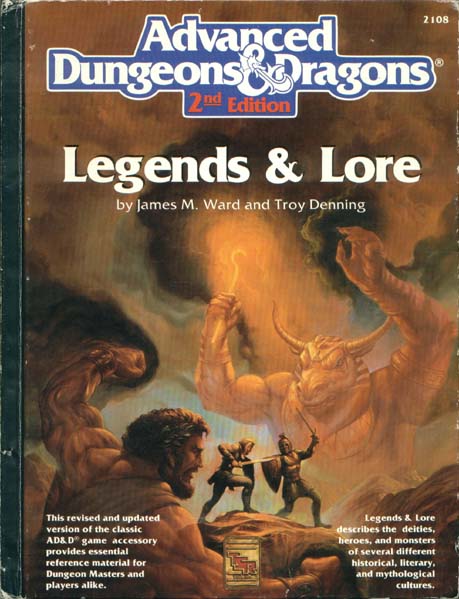 2108
Advanced
Dungeons & Dragons®
2nd Edition
Legends & Lore
by James M. Ward and Troy Denning
This revised and updated
version of the classic
AD&D® game accessory
provides essential
reference material for
Dungeon Masters and
players alike.
Legends & Lore
describes the deities,
heroes, and monsters
of several different
historical, literary,
and mythological
cultures.
TSR